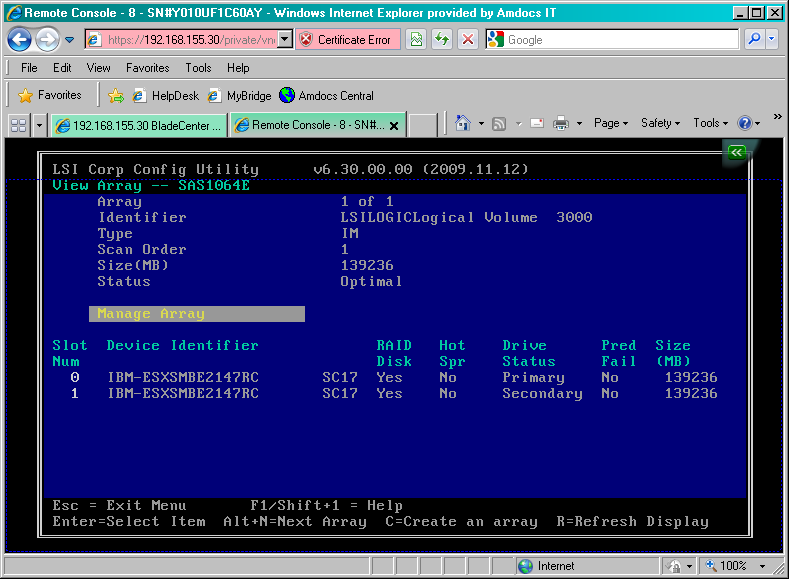 Remote Console - 8 - SN#Y010UF1C60AY - Windows Internet Explorer provided by Amdocs IT
https://192.168.155.30/private/vn Certificate Error Google
File Edit View Favorites Tools Help
Favorites HelpDesk MyBridge Amdocs Central
192.168.155.30 BladeCenter ... Remote Console - 8 - SN#... Page Safety Tools
LSI Corp Config Utility v6.30.00.00 (2009.11.12)
View Array -- SAS1064E
Array 1 of 1
Identifier LSILOGICLogical Volume 3000
Type IM
Scan Order 1
Size(MB) 139236
Status Optimal
Manage Array
Slot Device Identifier RAID Hot Drive Pred Size
Num Disk Spr Status Fail (MB)
0 IBM-ESXSMBE2147RC SC17 Yes No Primary No 139236
1 IBM-ESXSMBE2147RC SC17 Yes No Secondary No 139236
Esc = Exit Menu F1/Shift+1 = Help
Enter=Select Item Alt+N=Next Array C=Create an array R=Refresh Display
Internet 100%